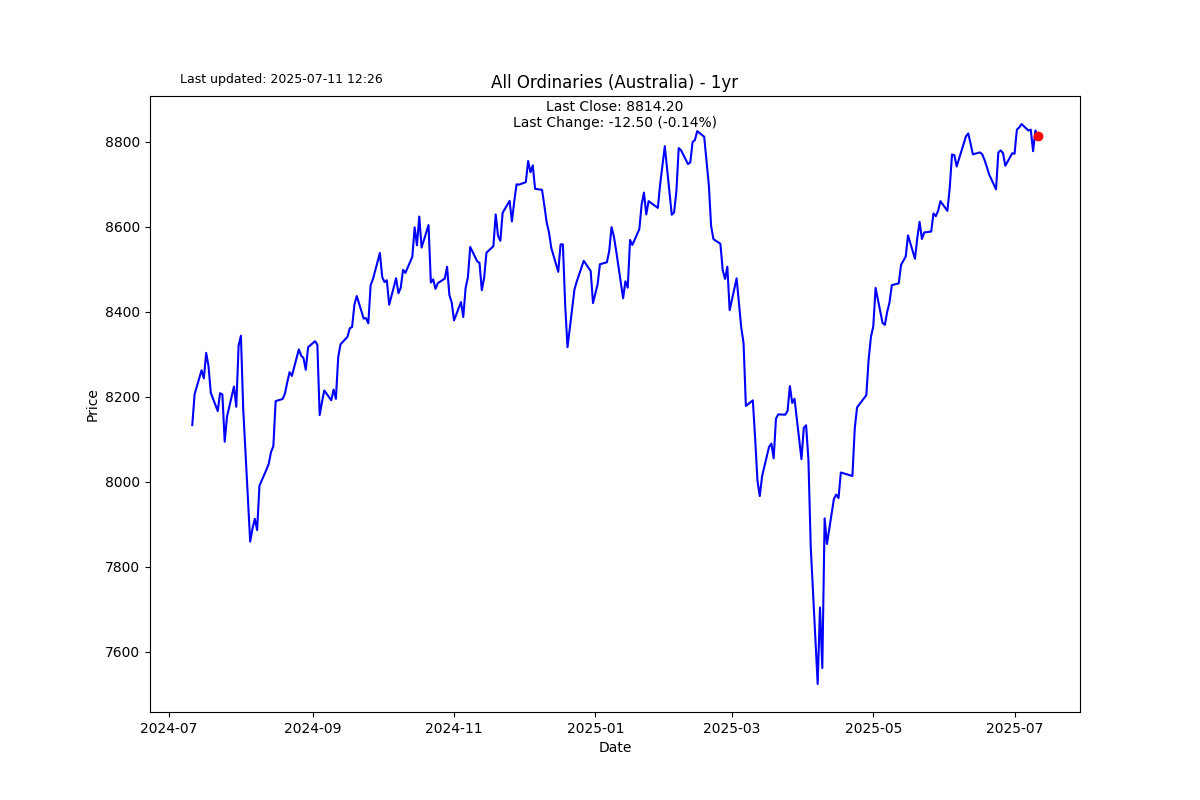 Last updated: 2025-07-11 12:26
All Ordinaries (Australia) - 1yr
Last Close: 8814.20
Last Change: -12.50 (-0.14%)
8800
8600
8400
8200
8000
7800
7600
Price
2024-07
2024-09
2024-11
2025-01
2025-03
2025-05
2025-07
Date